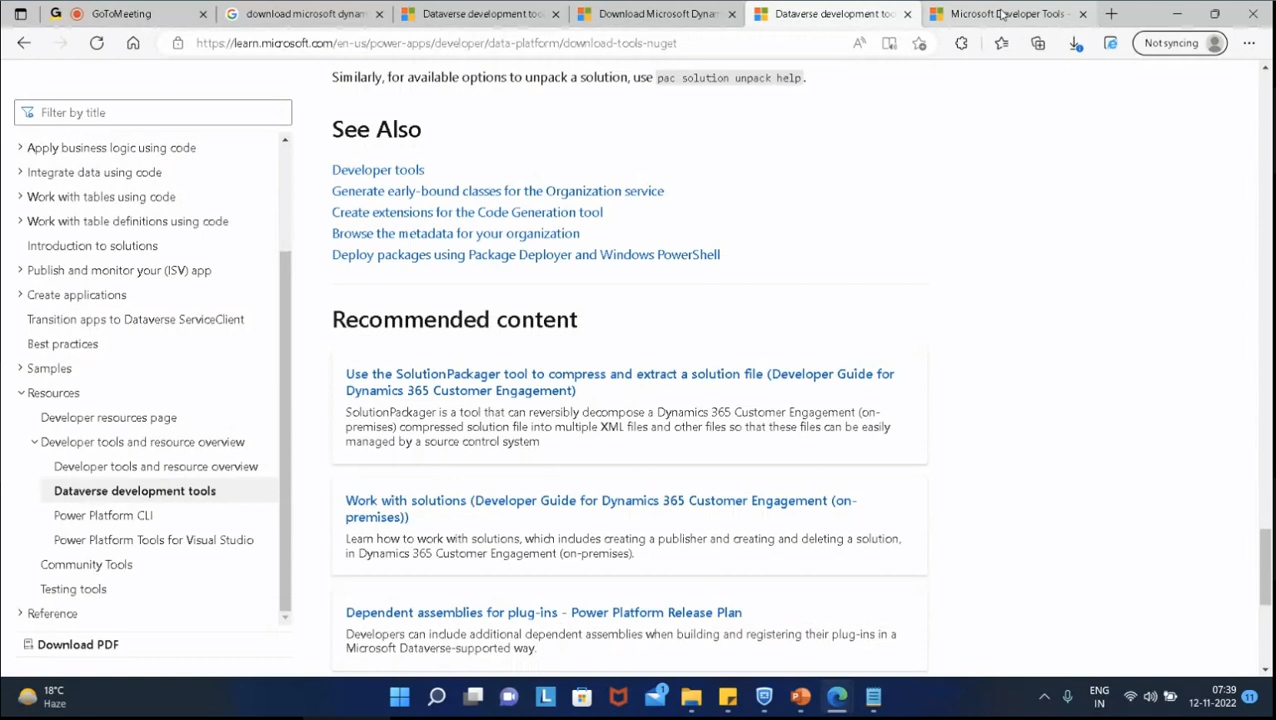 GoToMeeting
download microsoft dynam
Dataverse development too
Download Microsoft Dynam
Dataverse development too
Microsoft Developer Tools -
https://learn.microsoft.com/en-us/power-apps/developer/data-platform/download-tools-nuget
Not syncing
Similarly, for available options to unpack a solution, use pac solution unpack help.
Filter by title
Apply business logic using code
Integrate data using code
Work with tables using code
Work with table definitions using code
Introduction to solutions
Publish and monitor your (ISV) app
Create applications
Transition apps to Dataverse ServiceClient
Best practices
Samples
Resources
Developer resources page
Developer tools and resource overview
Developer tools and resource overview
Dataverse development tools
Power Platform CLI
Power Platform Tools for Visual Studio
Community Tools
Testing tools
Reference
Download PDF
See Also
Developer tools
Generate early-bound classes for the Organization service
Create extensions for the Code Generation tool
Browse the metadata for your organization
Deploy packages using Package Deployer and Windows PowerShell
Recommended content
Use the SolutionPackager tool to compress and extract a solution file (Developer Guide for
Dynamics 365 Customer Engagement)
SolutionPackager is a tool that can reversibly decompose a Dynamics 365 Customer Engagement (on-
premises) compressed solution file into multiple XML files and other files so that these files can be easily
managed by a source control system
Work with solutions (Developer Guide for Dynamics 365 Customer Engagement (on-
premises))
Learn how to work with solutions, which includes creating a publisher and creating and deleting a solution,
in Dynamics 365 Customer Engagement (on-premises).
Dependent assemblies for plug-ins - Power Platform Release Plan
Developers can include additional dependent assemblies when building and registering their plug-ins in a
Microsoft Dataverse-supported way.
18°C
Haze
L
1
ENG
IN
07:39
12-11-2022
11